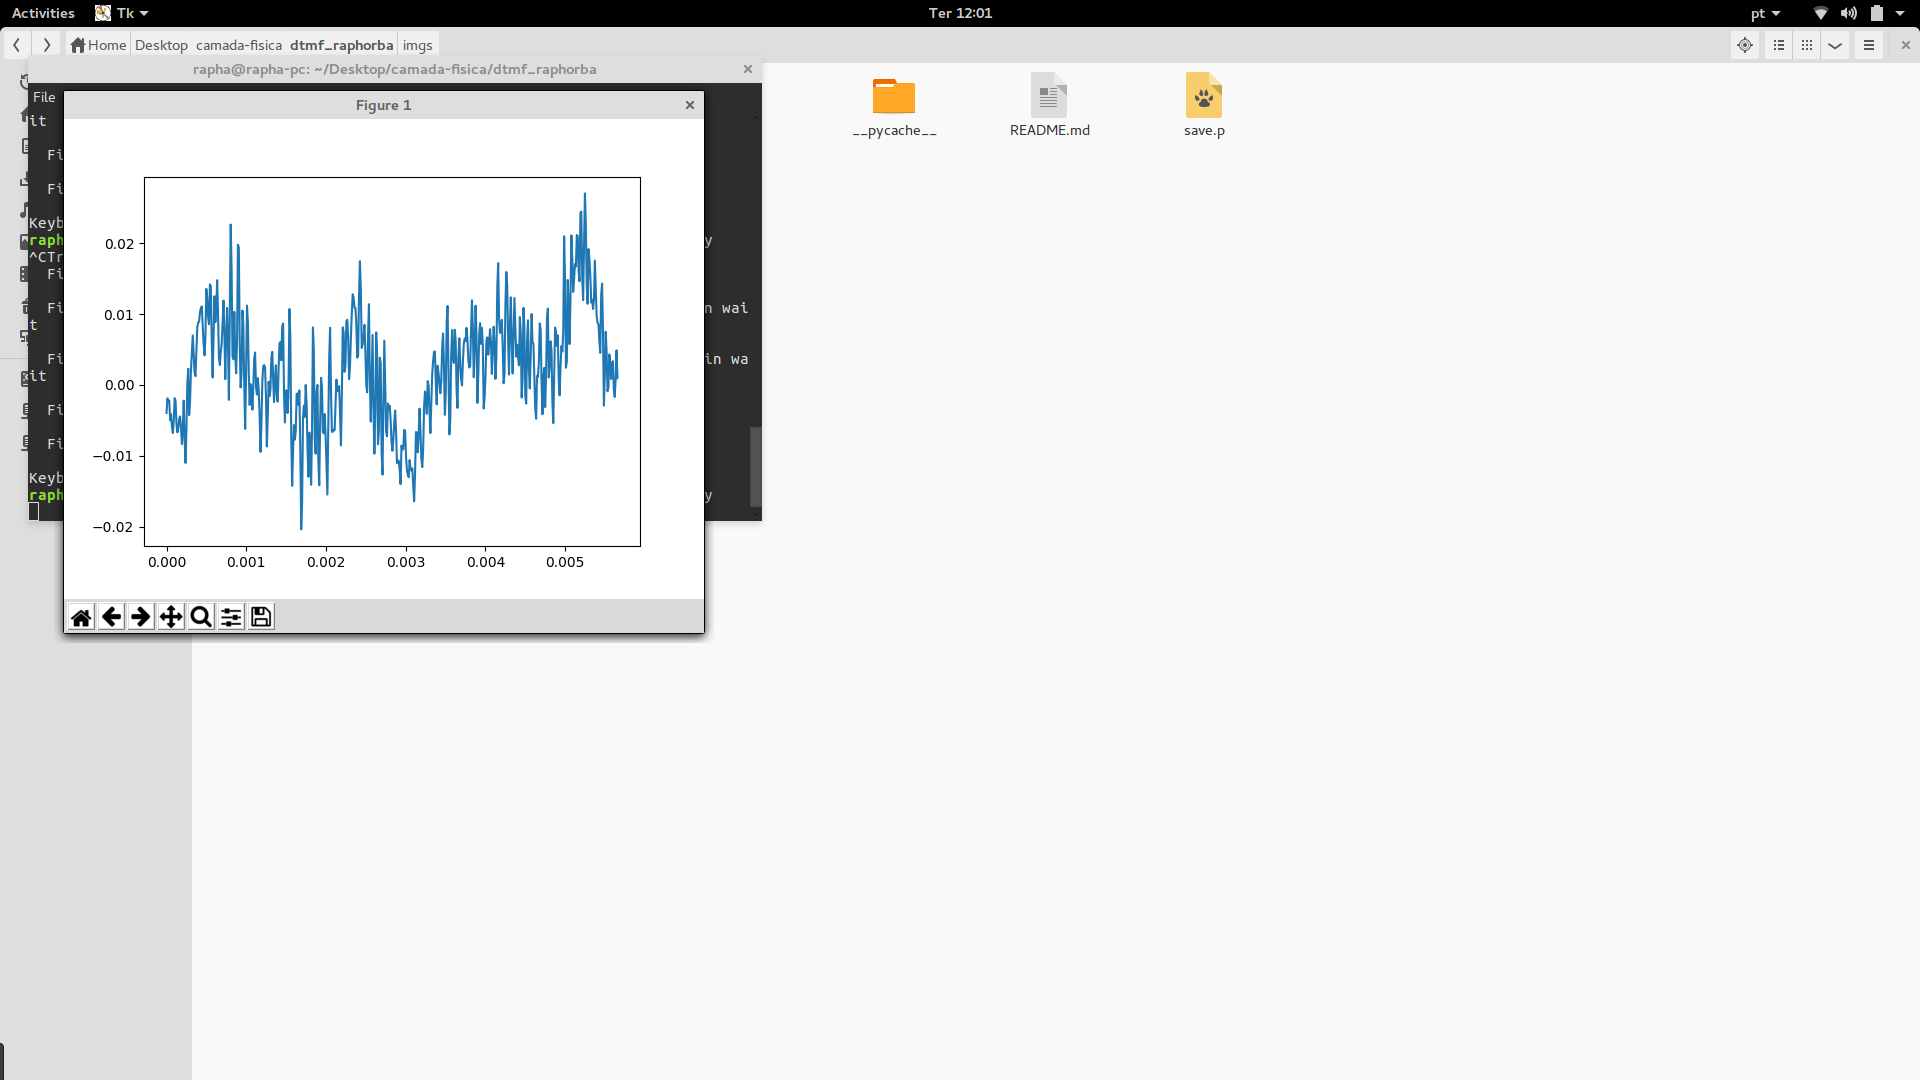 Activities Tk Ter 12:01 pt
Home Desktop camada-fisica dtmf_raphorba imgs
rapha@rapha-pc: ~/Desktop/camada-fisica/dtmf_raphorba
File
it
Fi
Fi
Keyb
raph y
^CTr
Fi
Fi n wai
t
Fi in wa
it
Fi
Fi
Keyb
raph y
Figure 1
0.02
0.01
0.00
−0.01
−0.02
0.000 0.001 0.002 0.003 0.004 0.005
__pycache__ README.md save.p